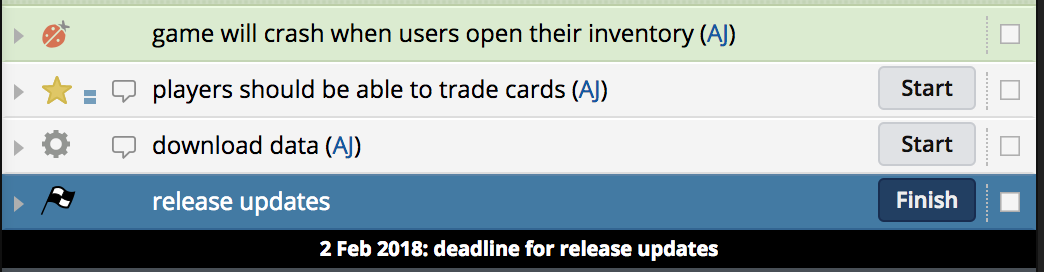 game will crash when users open their inventory (AJ)
players should be able to trade cards (AJ) Start
download data (AJ) Start
release updates Finish
2 Feb 2018: deadline for release updates